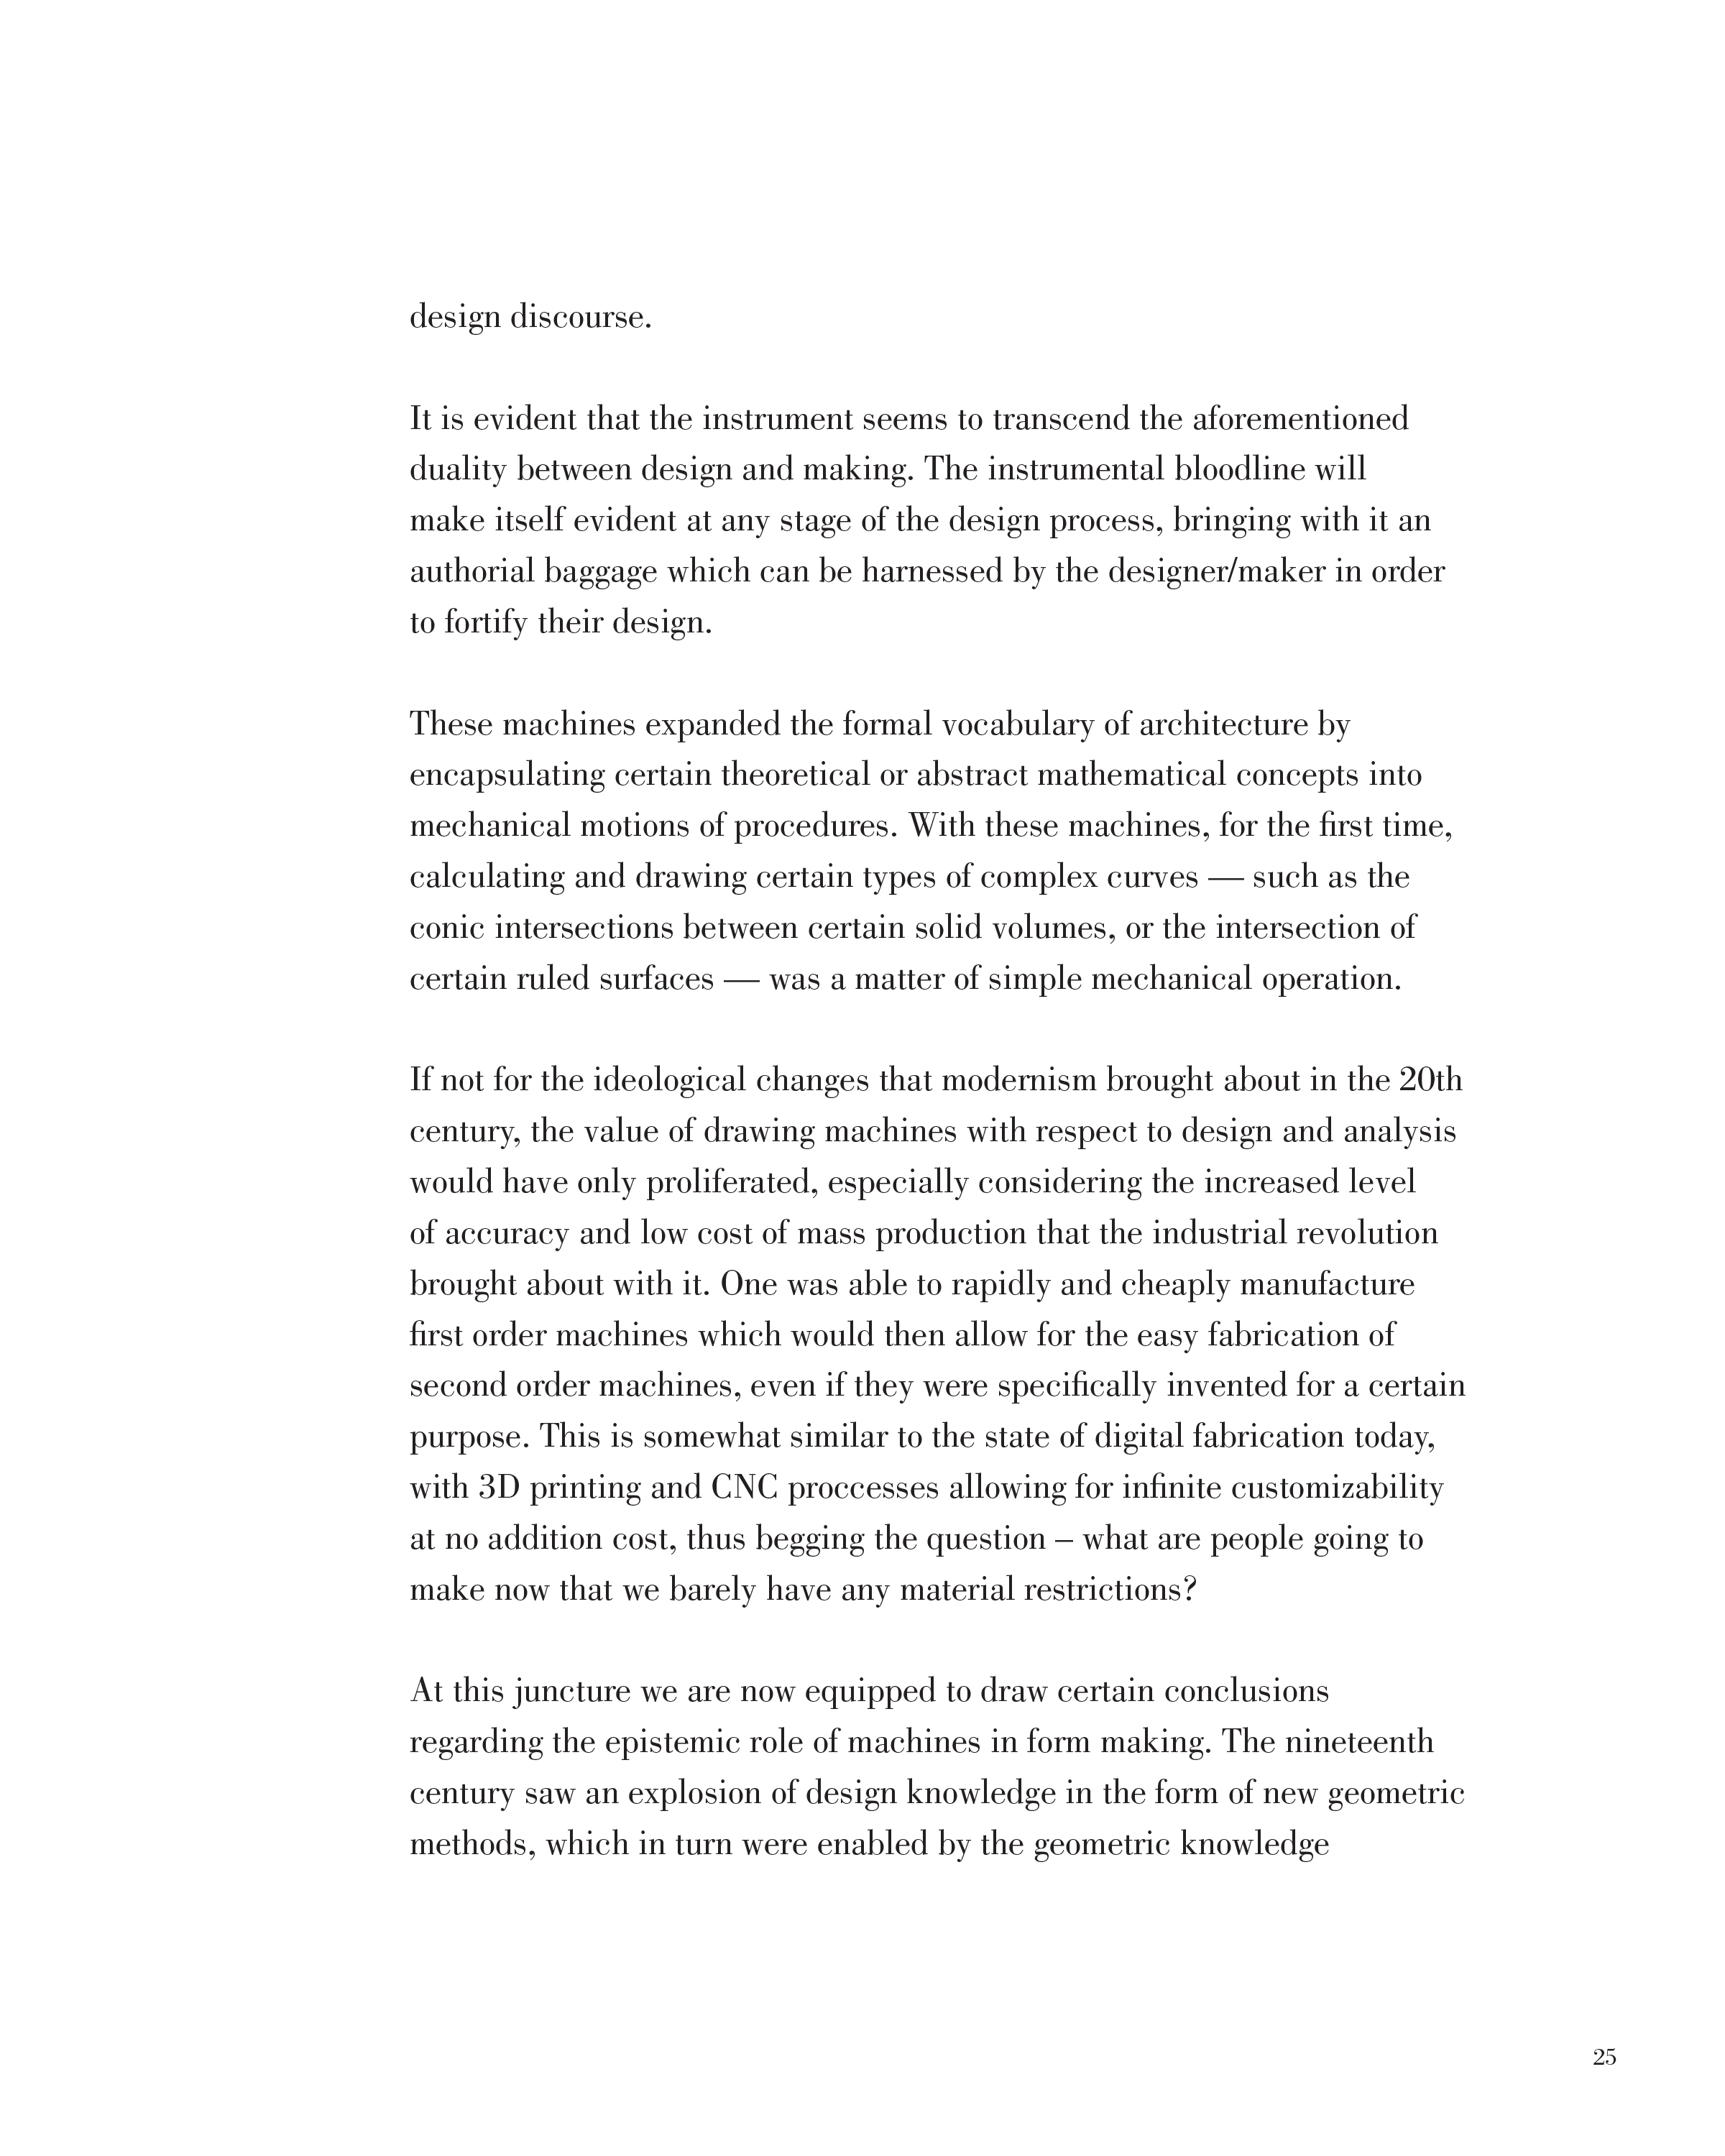 design discourse.
It is evident that the instrument seems to transcend the aforementioned
duality between design and making. The instrumental bloodline will
make itself evident at any stage of the design process, bringing with it an
authorial baggage which can be harnessed by the designer/maker in order
to fortify their design.
These machines expanded the formal vocabulary of architecture by
encapsulating certain theoretical or abstract mathematical concepts into
mechanical motions of procedures. With these machines, for the first time,
calculating and drawing certain types of complex curves — such as the
conic intersections between certain solid volumes, or the intersection of
certain ruled surfaces — was a matter of simple mechanical operation.
If not for the ideological changes that modernism brought about in the 20th
century, the value of drawing machines with respect to design and analysis
would have only proliferated, especially considering the increased level
of accuracy and low cost of mass production that the industrial revolution
brought about with it. One was able to rapidly and cheaply manufacture
first order machines which would then allow for the easy fabrication of
second order machines, even if they were specifically invented for a certain
purpose. This is somewhat similar to the state of digital fabrication today,
with 3D printing and CNC proccesses allowing for infinite customizability
at no addition cost, thus begging the question – what are people going to
make now that we barely have any material restrictions?
At this juncture we are now equipped to draw certain conclusions
regarding the epistemic role of machines in form making. The nineteenth
century saw an explosion of design knowledge in the form of new geometric
methods, which in turn were enabled by the geometric knowledge
25